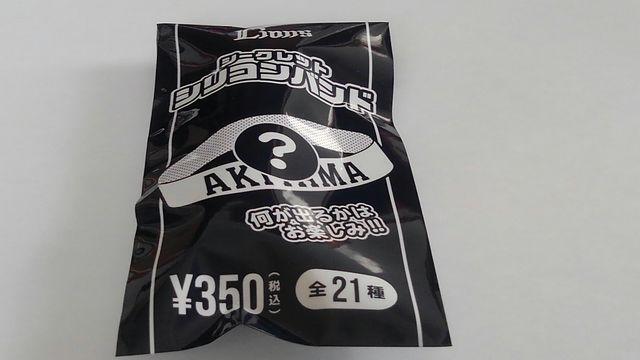 Lions
シークレット
シリコンバンド
?
AKIYAMA
何が出るかは
お楽しみ!!
¥350(税込)
全21種